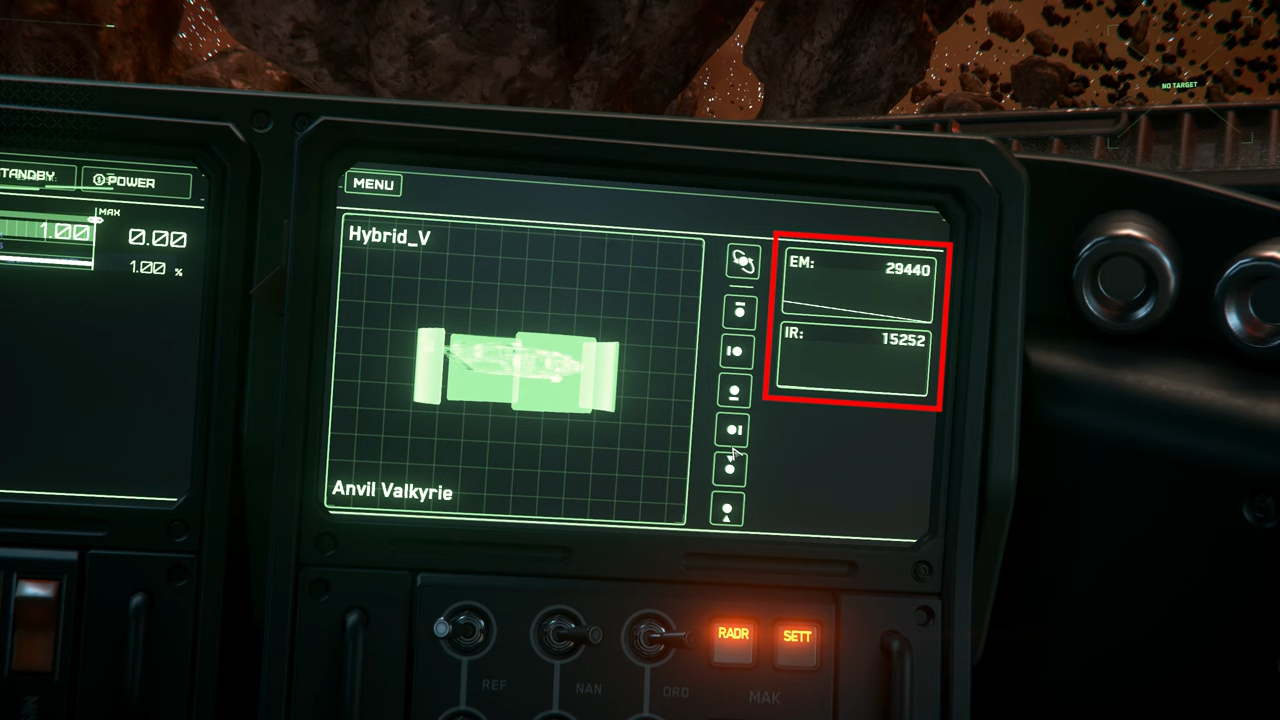 NO TARGET
TANDBY
POWER
MAX
1.00
0.00
1.00 %
MENU
Hybrid_V
EM: 29440
IR: 15252
Anvil Valkyrie
RADR
SETT
REF
NAN
ORD
MAK